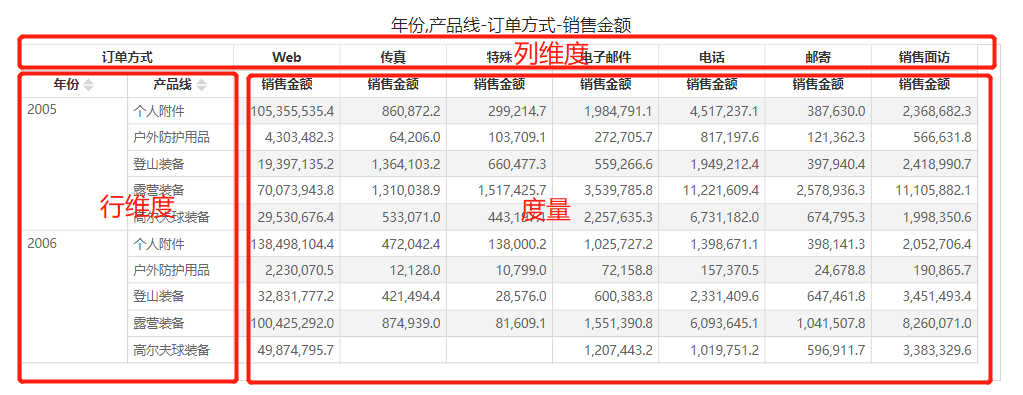 年份,产品线-订单方式-销售金额
列维度
订单方式 Web 传真 特殊 电子邮件 电话 邮寄 销售面访
年份 产品线 销售金额 销售金额 销售金额 销售金额 销售金额 销售金额 销售金额
2005 个人附件 105,355,535.4 860,872.2 299,214.7 1,984,791.1 4,517,237.1 387,630.0 2,368,682.3
户外防护用品 4,303,482.3 64,206.0 103,709.1 272,705.7 817,197.6 121,362.3 566,631.8
登山装备 19,397,135.2 1,364,103.2 660,477.3 559,266.6 1,949,212.4 397,940.4 2,418,990.7
露营装备 70,073,943.8 1,310,038.9 1,517,425.7 3,539,785.8 11,221,609.4 2,578,936.3 11,105,882.1
行维度
度量
高尔夫球装备 29,530,676.4 533,071.0 2,257,635.3 6,731,182.0 674,795.3 1,998,350.6
2006 个人附件 138,498,104.4 472,042.4 138,000.2 1,025,727.2 1,398,671.1 398,141.3 2,052,706.4
户外防护用品 2,230,070.5 12,128.0 10,799.0 72,158.8 157,370.5 24,678.8 190,865.7
登山装备 32,831,777.2 421,494.4 28,576.0 600,383.8 2,331,409.6 647,461.8 3,451,493.4
露营装备 100,425,292.0 874,939.0 81,609.1 1,551,390.8 6,093,645.1 1,041,507.8 8,260,071.0
高尔夫球装备 49,874,795.7 1,207,443.2 1,019,751.2 596,911.7 3,383,329.6